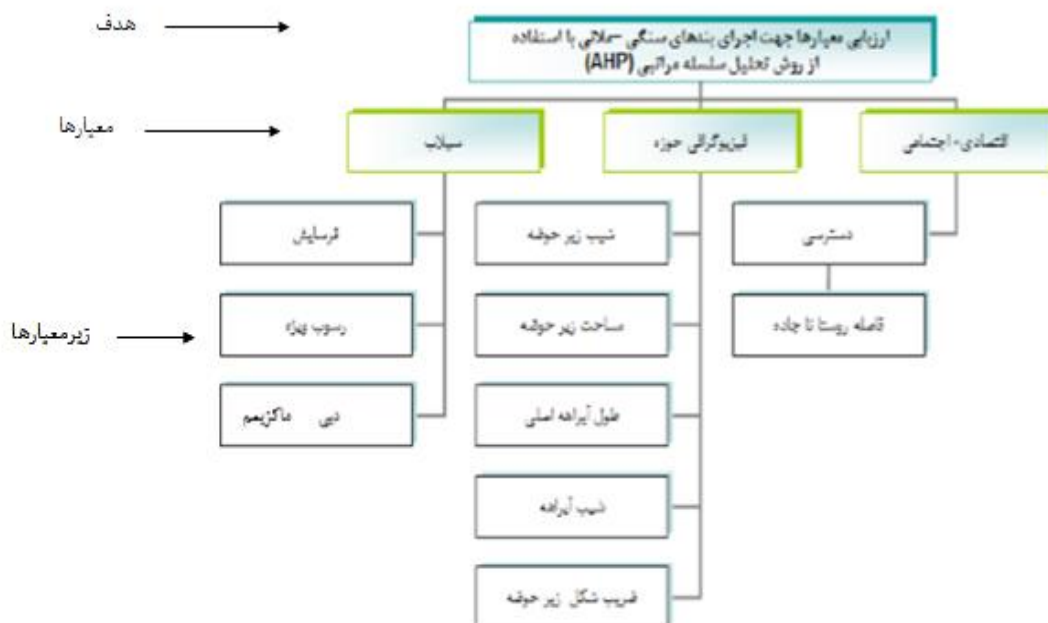 هدف
ارزیابی معیارها جهت اجرای بندهای سنگی -ملاتی با استفاده
از روش تحلیل سلسله مراتبی (AHP)
معیارها
اقتصادی- اجتماعی
فیزیوگرافی حوزه
سیلاب
زیرمعیارها
دسترسی
فاصله روستا تا جاده
شیب زیر حوضه
مساحت زیر حوضه
طول آبراهه اصلی
شیب آبراهه
ضریب شکل زیر حوضه
فرسایش
رسوب ویژه
دبی ماکزیمم